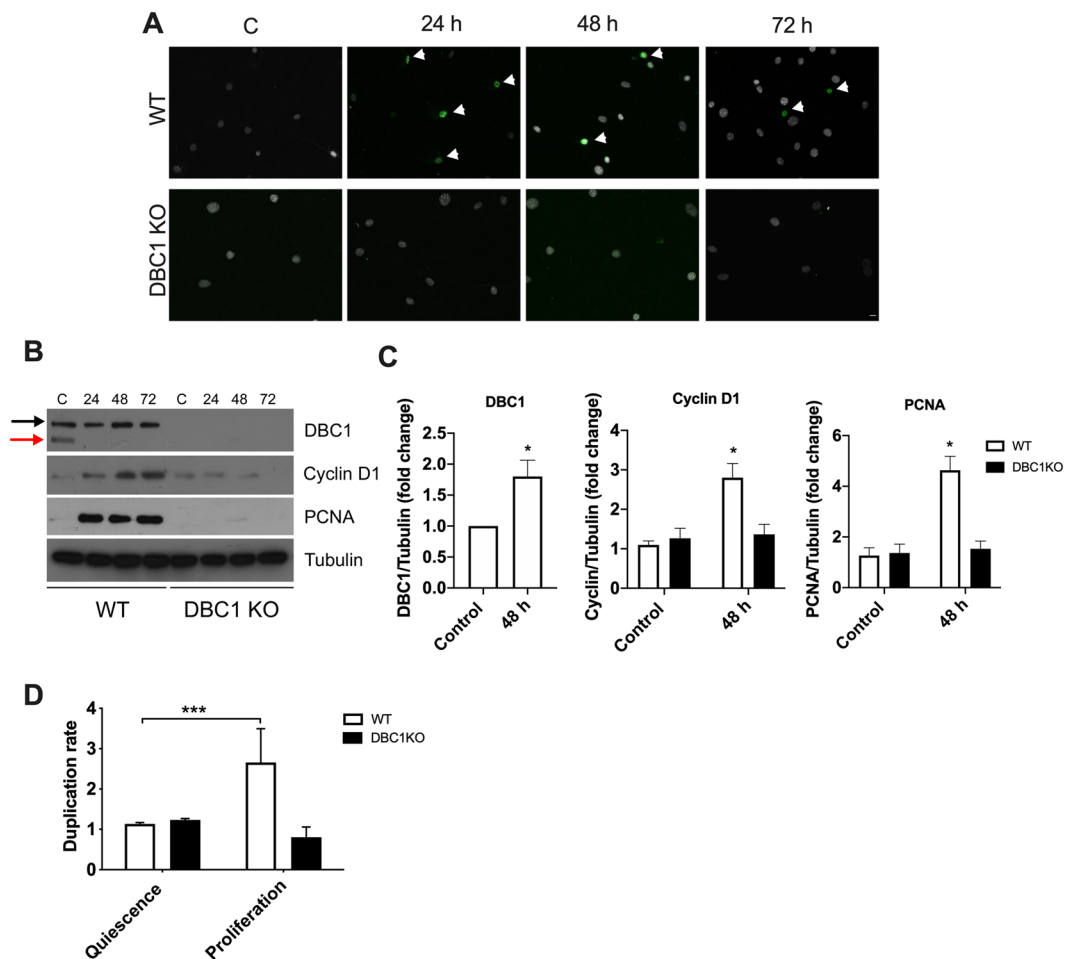 A
C
24 h
48 h
72 h
WT
DBC1 KO
B
C 24 48 72 C 24 48 72
DBC1
Cyclin D1
PCNA
Tubulin
WT
DBC1 KO
C
DBC1
DBC1/Tubulin (fold change)
2.5
2.0
1.5
1.0
0.5
0.0
*
Control
48 h
Cyclin D1
Cyclin/Tubulin (fold change)
4
3
2
1
0
*
Control
48 h
PCNA
PCNA/Tubulin (fold change)
6
4
2
0
*
Control
48 h
WT
DBC1KO
D
Duplication rate
4
3
2
1
0
***
Quiescence
Proliferation
WT
DBC1KO